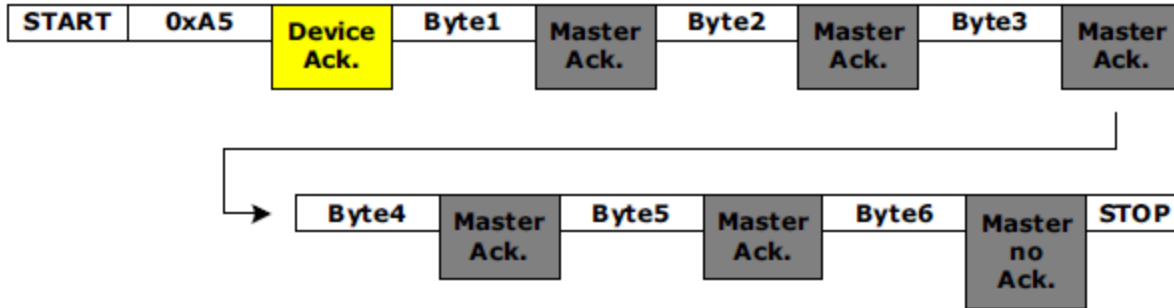 START 0xA5 Device Ack. Byte1 Master Ack. Byte2 Master Ack. Byte3 Master Ack.
Byte4 Master Ack. Byte5 Master Ack. Byte6 Master no Ack. STOP